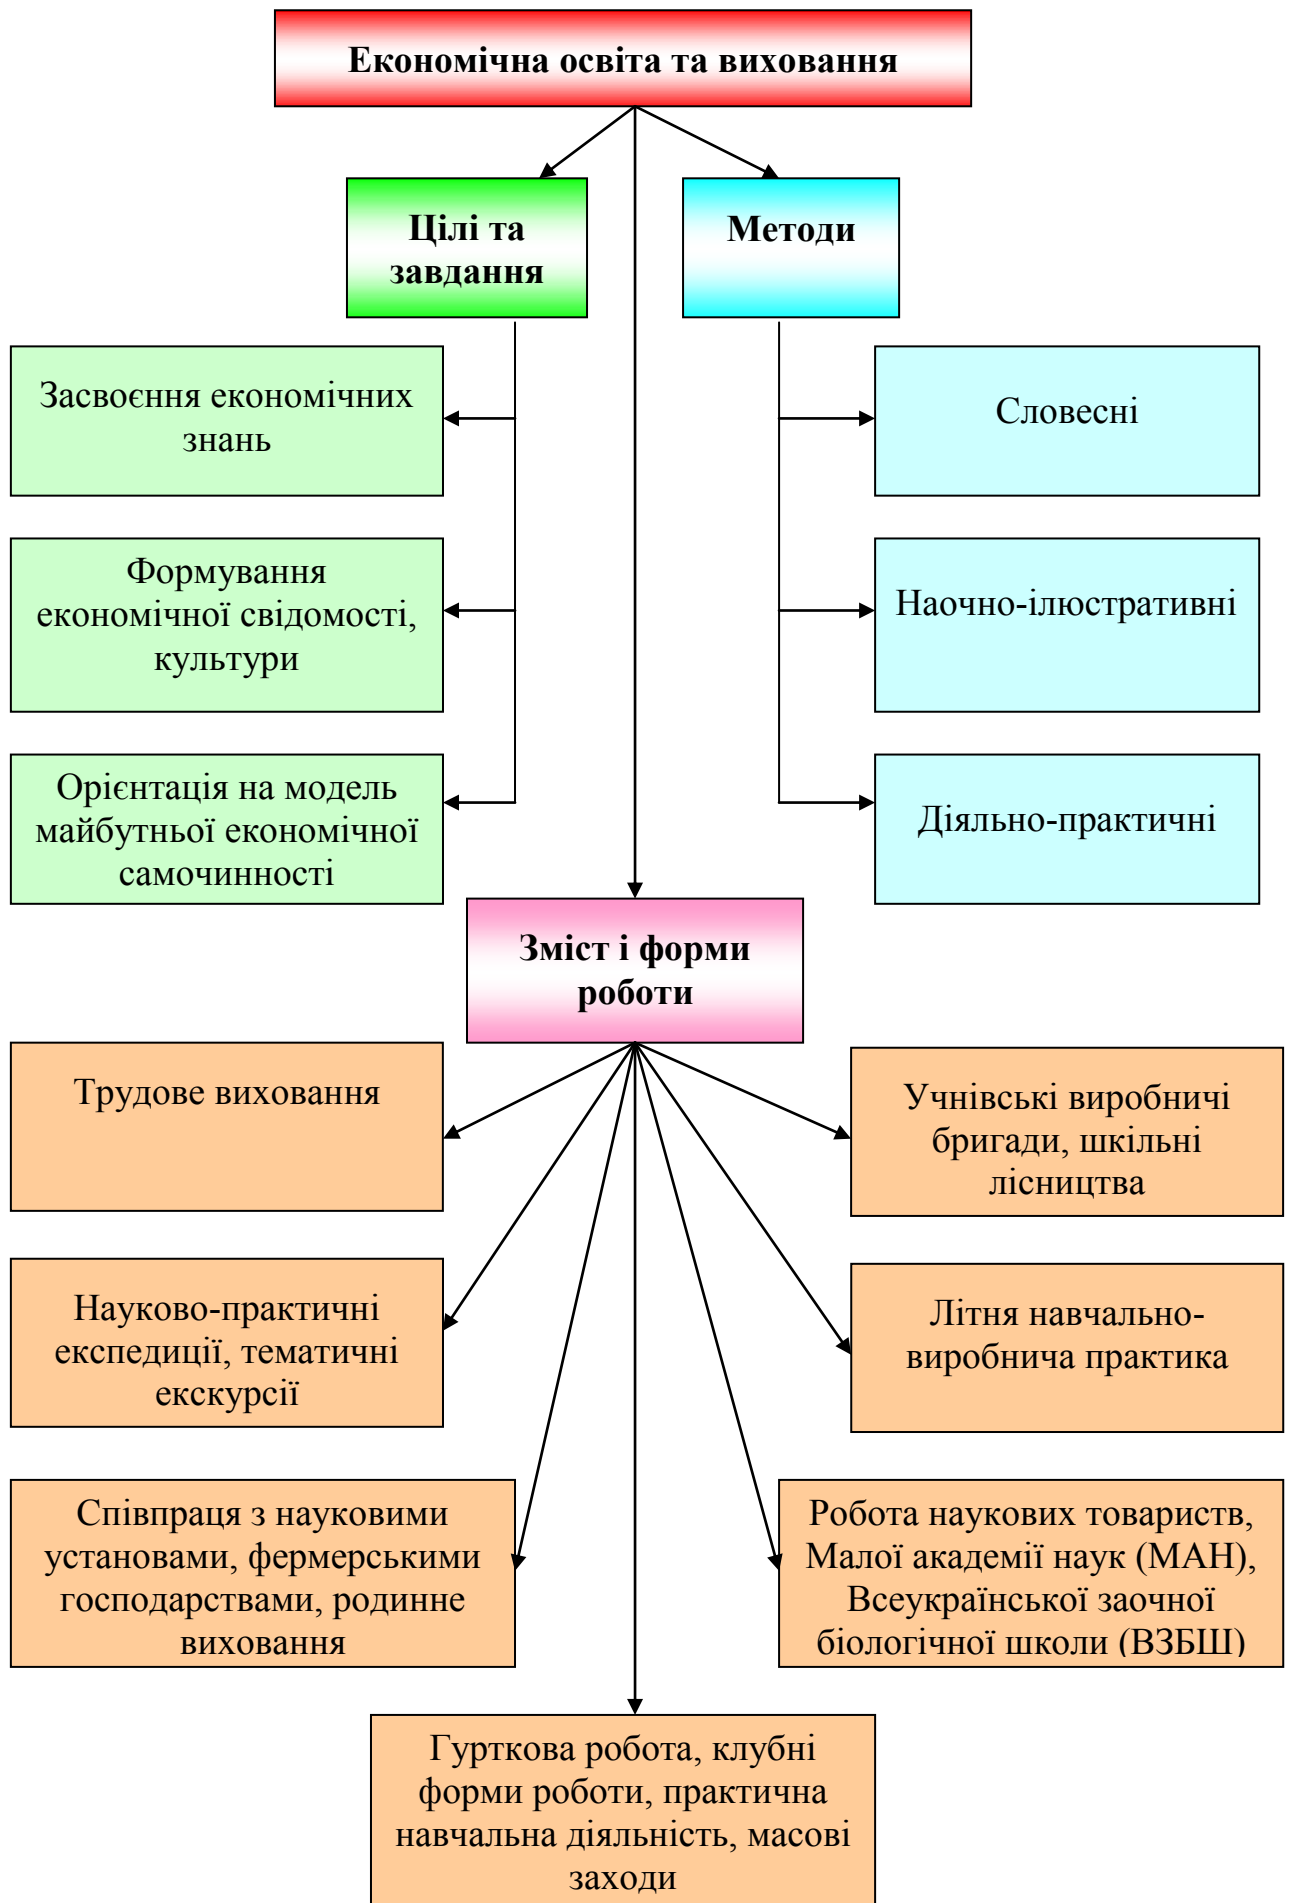 Економічна освіта та виховання
Цілі та
завдання
Методи
Засвоєння економічних
знань
Словесні
Формування
економічної свідомості,
культури
Наочно-ілюстративні
Орієнтація на модель
майбутньої економічної
самочинності
Діяльно-практичні
Зміст і форми
роботи
Трудове виховання
Учнівські виробничі
бригади, шкільні
лісництва
Науково-практичні
експедиції, тематичні
екскурсії
Літня навчально-
виробнича практика
Співпраця з науковими
установами, фермерськими
господарствами, родинне
виховання
Робота наукових товариств,
Малої академії наук (МАН),
Всеукраїнської заочної
біологічної школи (ВЗБШ)
Гурткова робота, клубні
форми роботи, практична
навчальна діяльність, масові
заходи